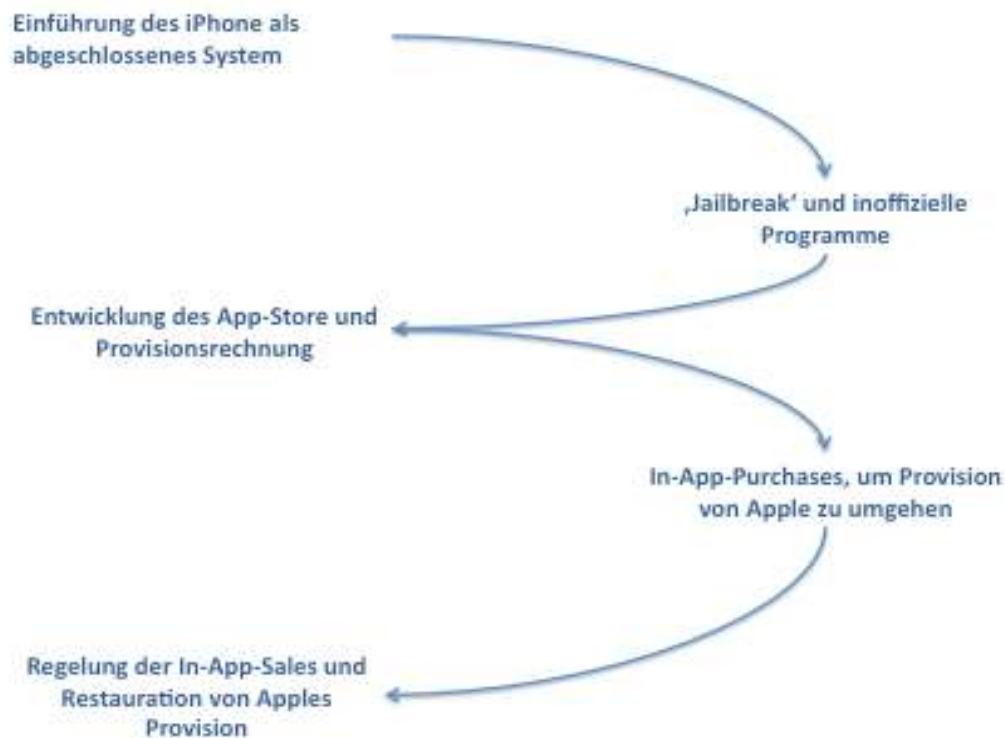 Einführung des iPhone als
abgeschlossenes System
‚Jailbreak‘ und inoffizielle
Programme
Entwicklung des App-Store und
Provisionsrechnung
In-App-Purchases, um Provision
von Apple zu umgehen
Regelung der In-App-Sales und
Restauration von Apples
Provision